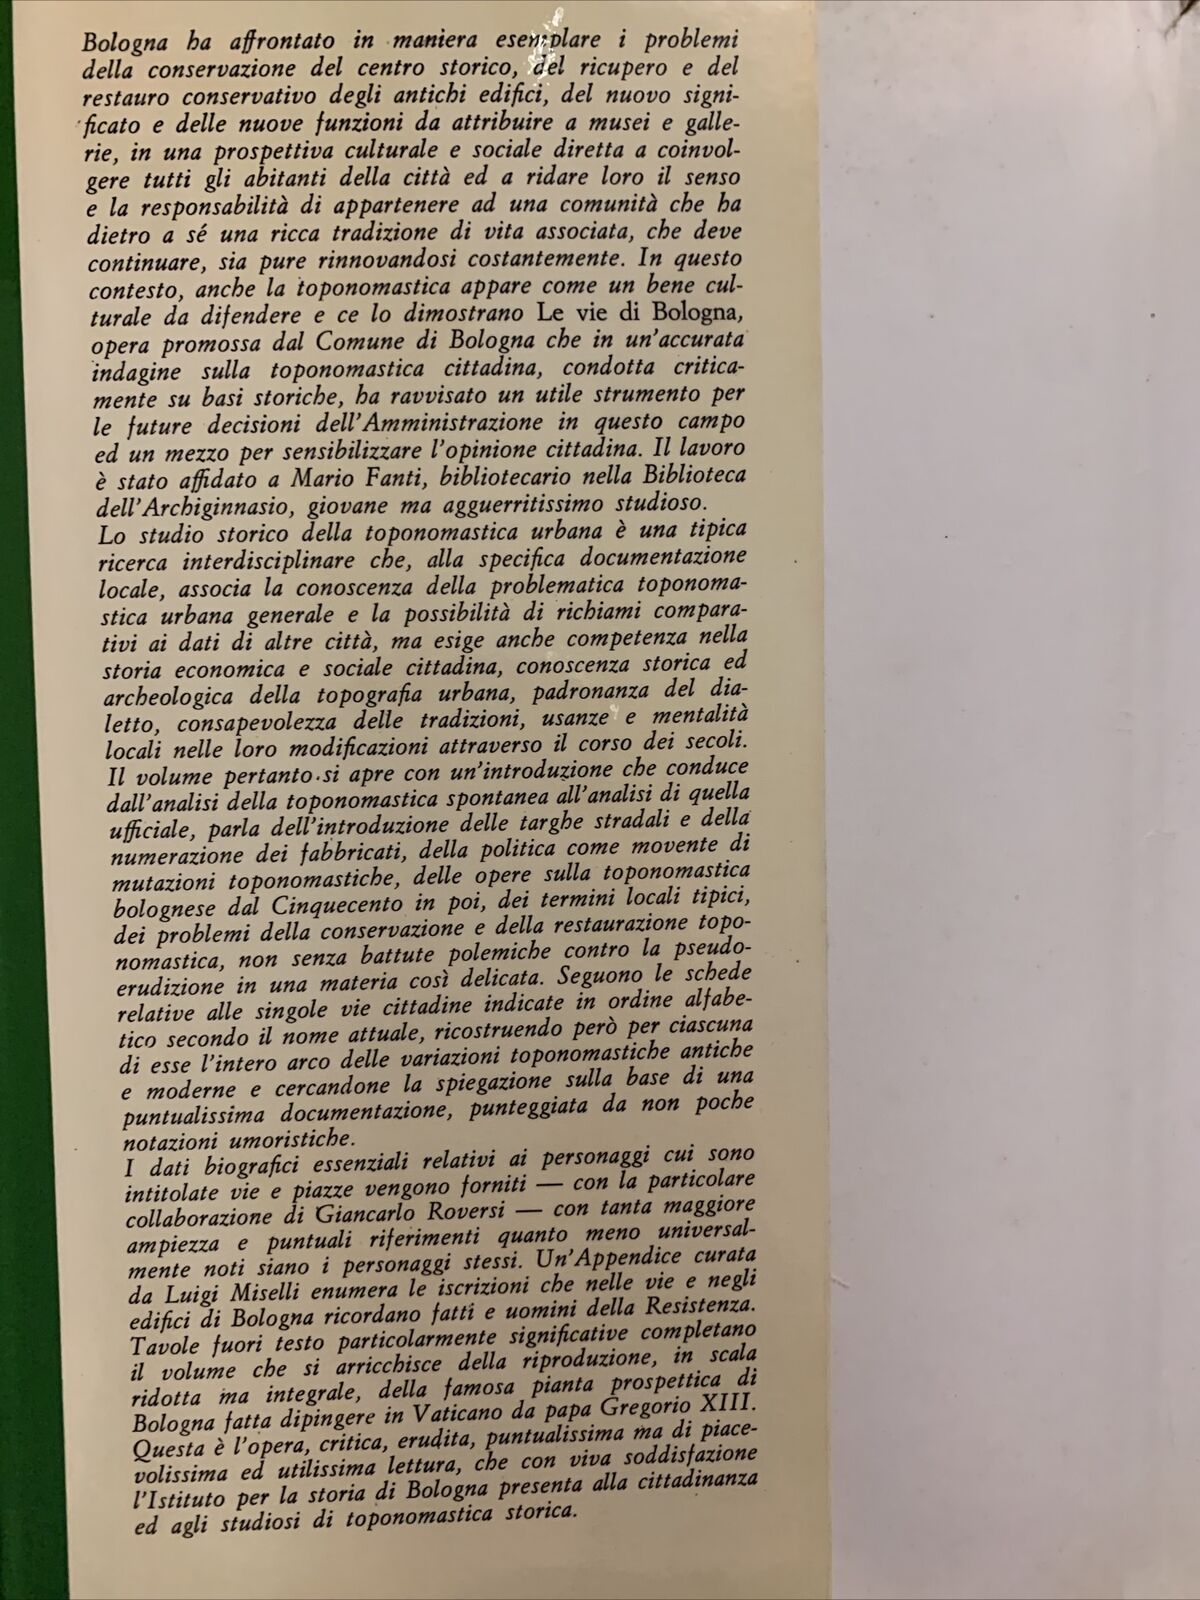 Bologna ha affrontato in maniera esemplare i problemi
della conservazione del centro storico, del ricupero e del
restauro conservativo degli antichi edifici, del nuovo signi-
ficato e delle nuove funzioni da attribuire a musei e galle-
rie, in una prospettiva culturale e sociale diretta a coinvol-
gere tutti gli abitanti della città ed a ridare loro il senso
e la responsabilità di appartenere ad una comunità che ha
dietro a sé una ricca tradizione di vita associata, che deve
continuare, sia pure rinnovandosi costantemente. In questo
contesto, anche la toponomastica appare come un bene cul-
turale da difendere e ce lo dimostrano Le vie di Bologna,
opera promossa dal Comune di Bologna che in un'accurata
indagine sulla toponomastica cittadina, condotta critica-
mente su basi storiche, ha ravvisato un utile strumento per
le future decisioni dell'Amministrazione in questo campo
ed un mezzo per sensibilizzare l'opinione cittadina. Il lavoro
è stato affidato a Mario Fanti, bibliotecario nella Biblioteca
dell'Archiginnasio, giovane ma agguerritissimo studioso.
Lo studio storico della toponomastica urbana è una tipica
ricerca interdisciplinare che, alla specifica documentazione
locale, associa la conoscenza della problematica toponoma-
stica urbana generale e la possibilità di richiami compara-
tivi ai dati di altre città, ma esige anche competenza nella
storia economica e sociale cittadina, conoscenza storica ed
archeologica della topografia urbana, padronanza del dia-
letto, consapevolezza delle tradizioni, usanze e mentalità
locali nelle loro modificazioni attraverso il corso dei secoli.
Il volume pertanto si apre con un'introduzione che conduce
dall'analisi della toponomastica spontanea all'analisi di quella
ufficiale, parla dell'introduzione delle targhe stradali e della
numerazione dei fabbricati, della politica come movente di
mutazioni toponomastiche, delle opere sulla toponomastica
bolognese dal Cinquecento in poi, dei termini locali tipici,
dei problemi della conservazione e della restaurazione topo-
nomastica, non senza battute polemiche contro la pseudo-
erudizione in una materia così delicata. Seguono le schede
relative alle singole vie cittadine indicate in ordine alfabe-
tico secondo il nome attuale, ricostruendo però per ciascuna
di esse l'intero arco delle variazioni toponomastiche antiche
e moderne e cercandone la spiegazione sulla base di una
puntualissima documentazione, punteggiata da non poche
notazioni umoristiche.
I dati biografici essenziali relativi ai personaggi cui sono
intitolate vie e piazze vengono forniti — con la particolare
collaborazione di Giancarlo Roversi — con tanta maggiore
ampiezza e puntuali riferimenti quanto meno universal-
mente noti siano i personaggi stessi. Un'Appendice curata
da Luigi Miselli enumera le iscrizioni che nelle vie e negli
edifici di Bologna ricordano fatti e uomini della Resistenza.
Tavole fuori testo particolarmente significative completano
il volume che si arricchisce della riproduzione, in scala
ridotta ma integrale, della famosa pianta prospettica di
Bologna fatta dipingere in Vaticano da papa Gregorio XIII.
Questa è l'opera, critica, erudita, puntualissima ma di piace-
volissima ed utilissima lettura, che con viva soddisfazione
l'Istituto per la storia di Bologna presenta alla cittadinanza
ed agli studiosi di toponomastica storica.